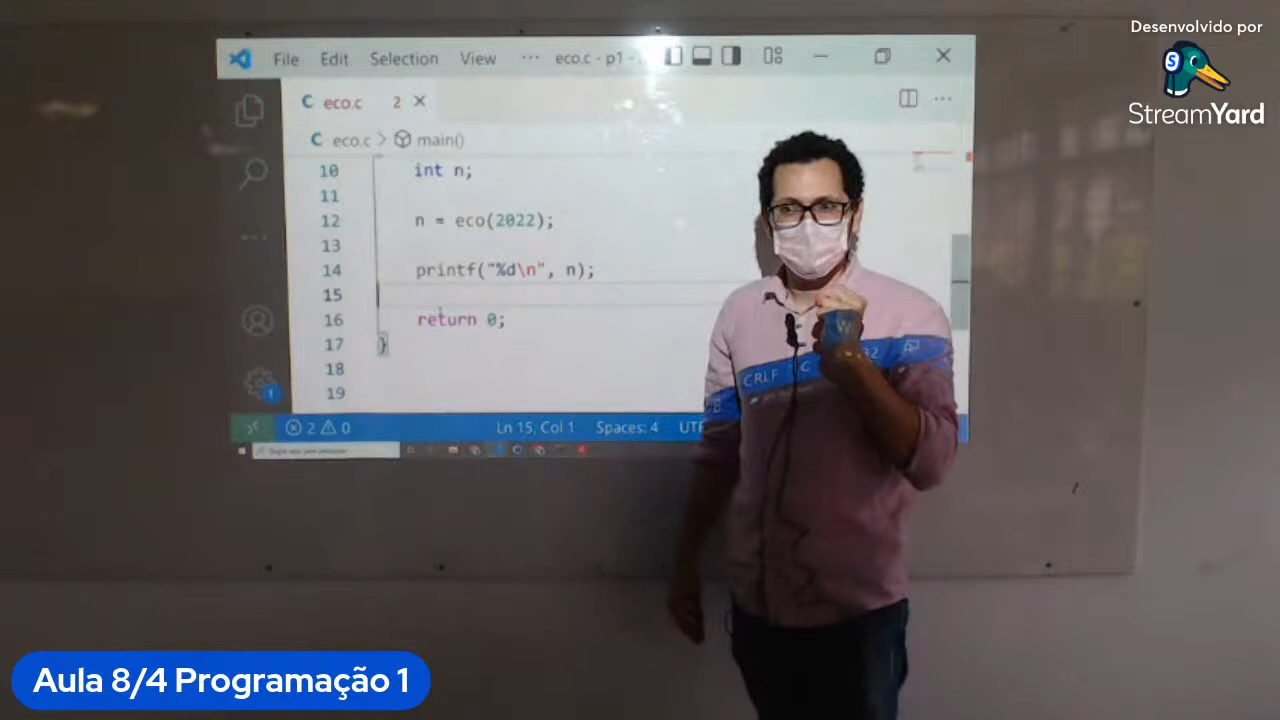 Desenvolvido por
StreamYard
File Edit Selection View ··· eco.c - p1 -
C eco.c 2
C eco.c > main()
10 int n;
11
12 n = eco(2022);
13
14 printf("%d\n", n);
15
16 return 0;
17 }
18
19
1
2 0 Ln 15, Col 1 Spaces: 4 UTF
CRLF C
Aula 8/4 Programação 1